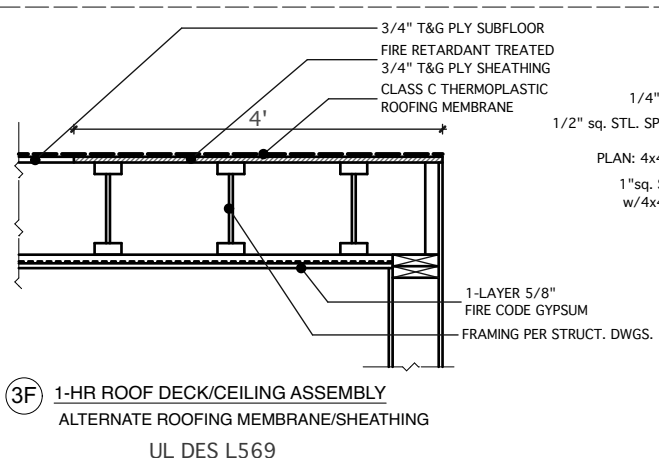 3/4" T&G PLY SUBFLOOR
FIRE RETARDANT TREATED
3/4" T&G PLY SHEATHING
CLASS C THERMOPLASTIC
ROOFING MEMBRANE
4'
1/4"
1/2" sq. STL. SP
PLAN: 4x4
1"sq. S
w/4x4
1-LAYER 5/8"
FIRE CODE GYPSUM
FRAMING PER STRUCT. DWGS.
3F 1-HR ROOF DECK/CEILING ASSEMBLY
ALTERNATE ROOFING MEMBRANE/SHEATHING
UL DES L569